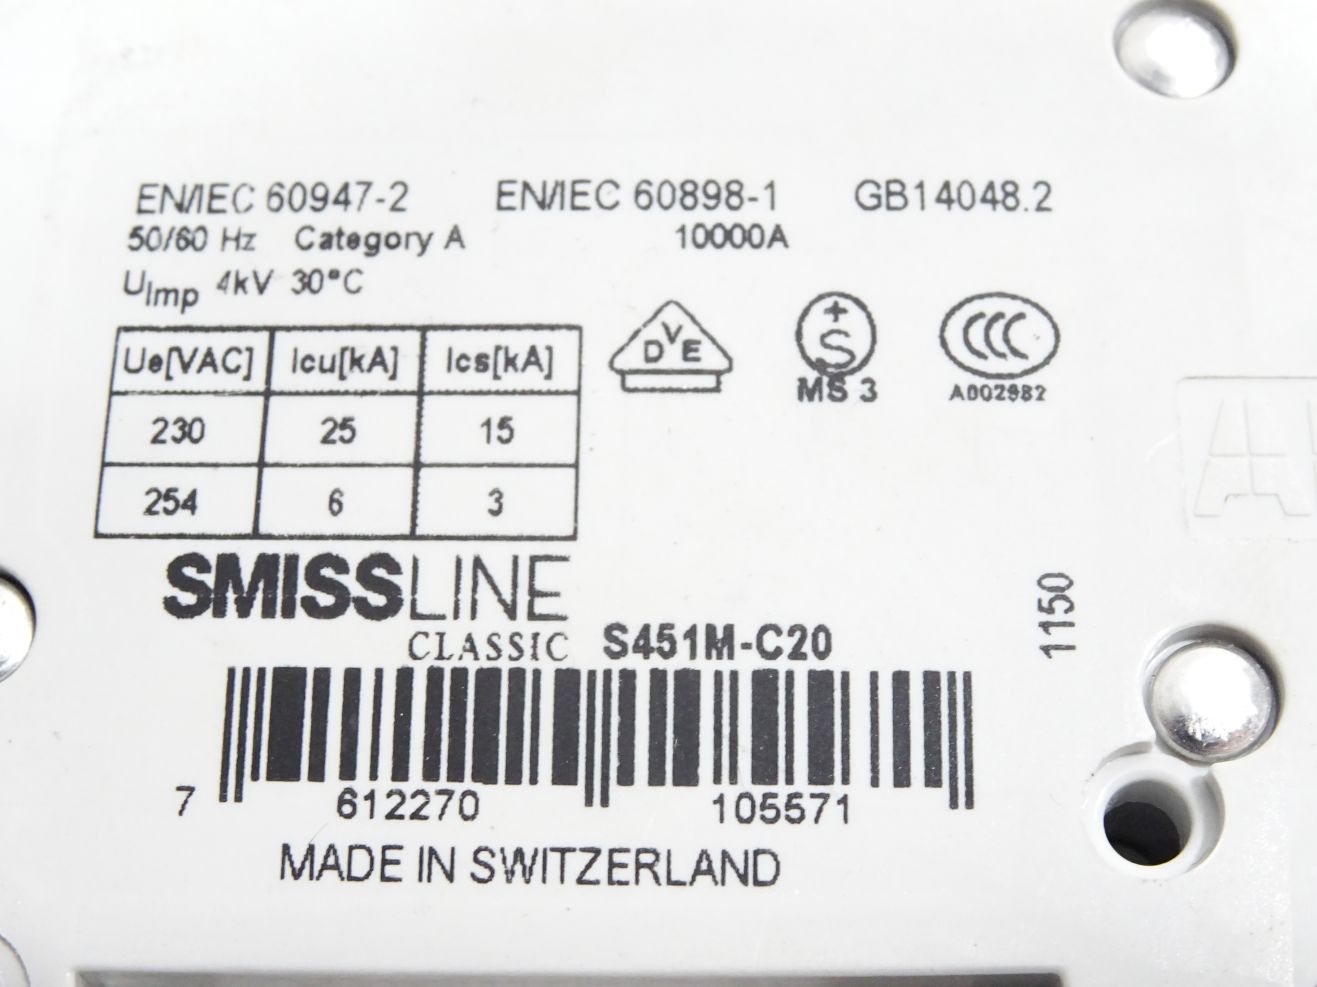 EN/IEC 60947-2 EN/IEC 60898-1 GB14048.2
50/60 Hz Category A 10000A
UImp 4kV 30°C
Ue[VAC] Icu[kA] Ics[kA]
230 25 15
254 6 3
DVE
+S
MS 3
CCC
A002982
SMISSLINE
CLASSIC S451M-C20
1150
7 612270 105571
MADE IN SWITZERLAND